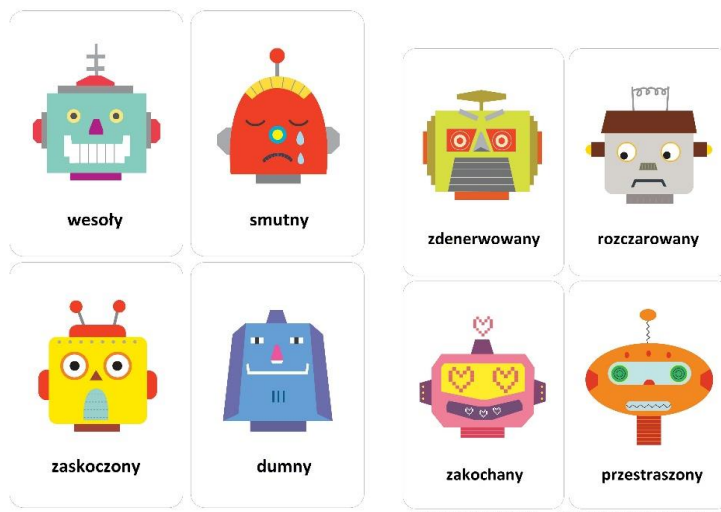 wesoły
smutny
zdenerwowany
rozczarowany
zaskoczony
dumny
zakochany
przestraszony